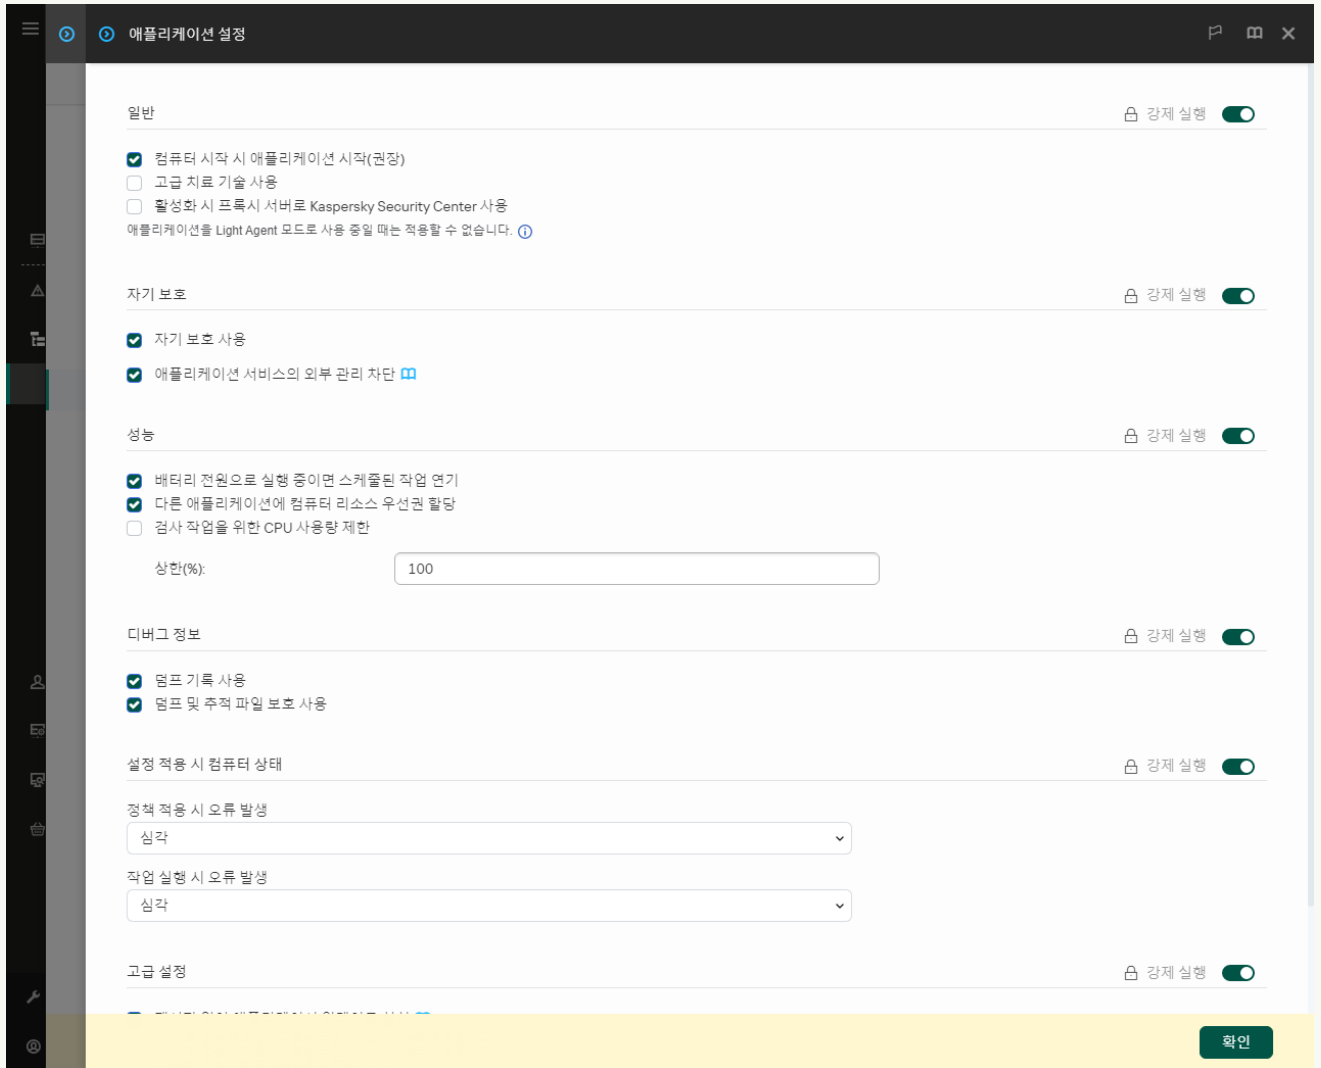 애플리케이션 설정
일반
강제 실행
컴퓨터 시작 시 애플리케이션 시작(권장)
고급 치료 기술 사용
활성화 시 프록시 서버로 Kaspersky Security Center 사용
애플리케이션을 Light Agent 모드로 사용 중일 때는 적용할 수 없습니다.
자기 보호
강제 실행
자기 보호 사용
애플리케이션 서비스의 외부 관리 차단
성능
강제 실행
배터리 전원으로 실행 중이면 스케줄된 작업 연기
다른 애플리케이션에 컴퓨터 리소스 우선권 할당
검사 작업을 위한 CPU 사용량 제한
상한(%):
100
디버그 정보
강제 실행
덤프 기록 사용
덤프 및 추적 파일 보호 사용
설정 적용 시 컴퓨터 상태
강제 실행
정책 적용 시 오류 발생
심각
작업 실행 시 오류 발생
심각
고급 설정
강제 실행
확인